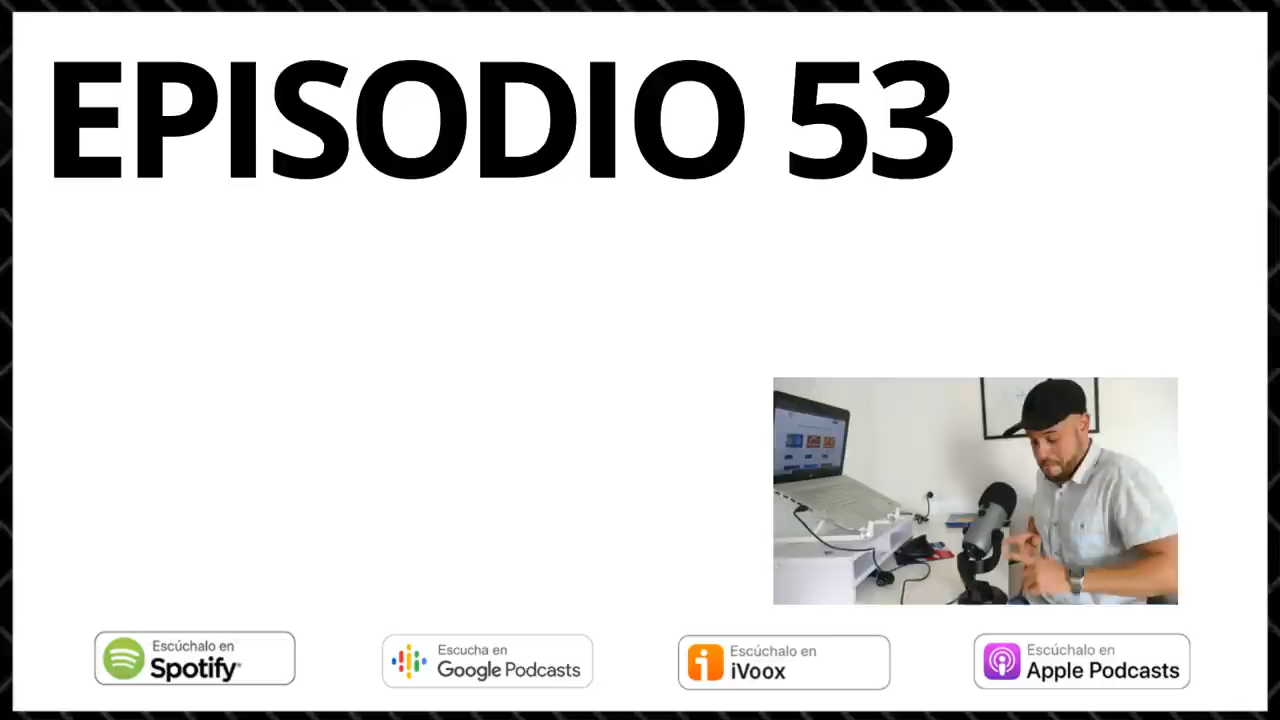 EPISODIO 53
Escúchalo en
Spotify
Escucha en
Google Podcasts
Escúchalo en
iVoox
Escúchalo en
Apple Podcasts